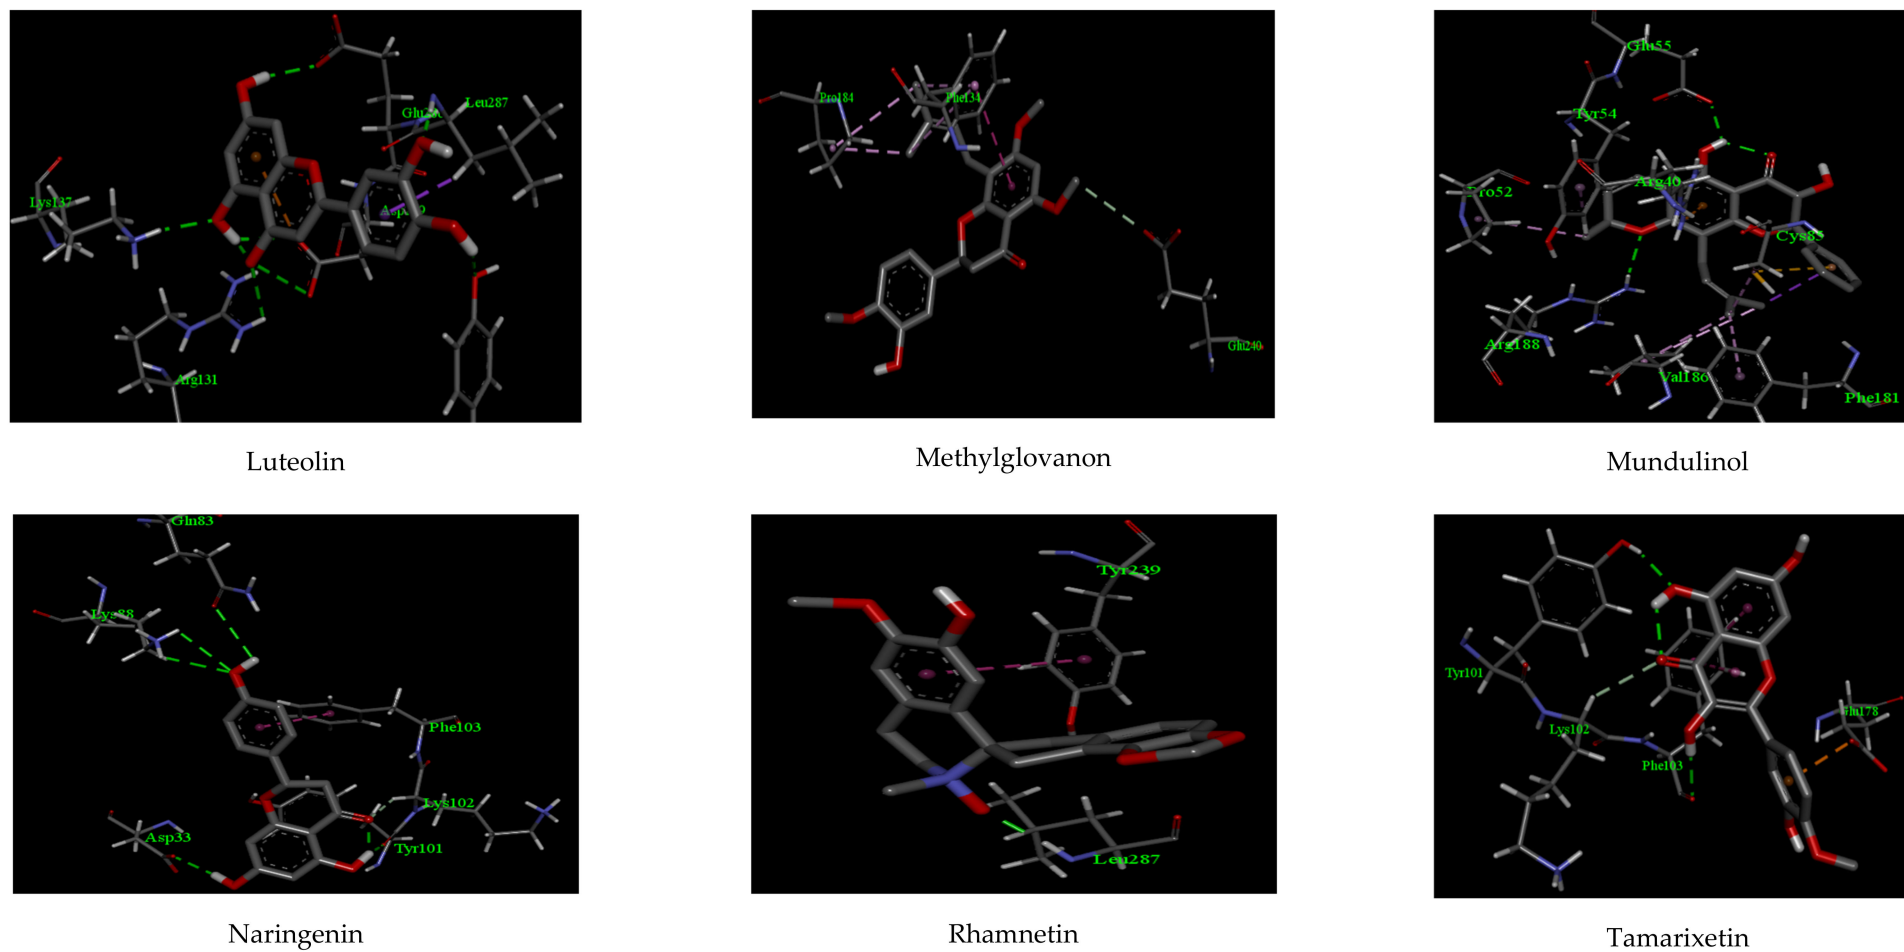 Leu287
Lys137
Arg131
Luteolin
Pro184
Phe134
Glu240
Methylglovanon
Glu55
Tyr54
Arg40
Pro52
Cys85
Arg188
Val186
Phe181
Mundulinol
Gln83
Lys88
Phe103
Lys102
Asp33
Tyr101
Naringenin
Tyr239
Leu287
Rhamnetin
Tyr101
Glu178
Lys102
Phe103
Tamarixetin